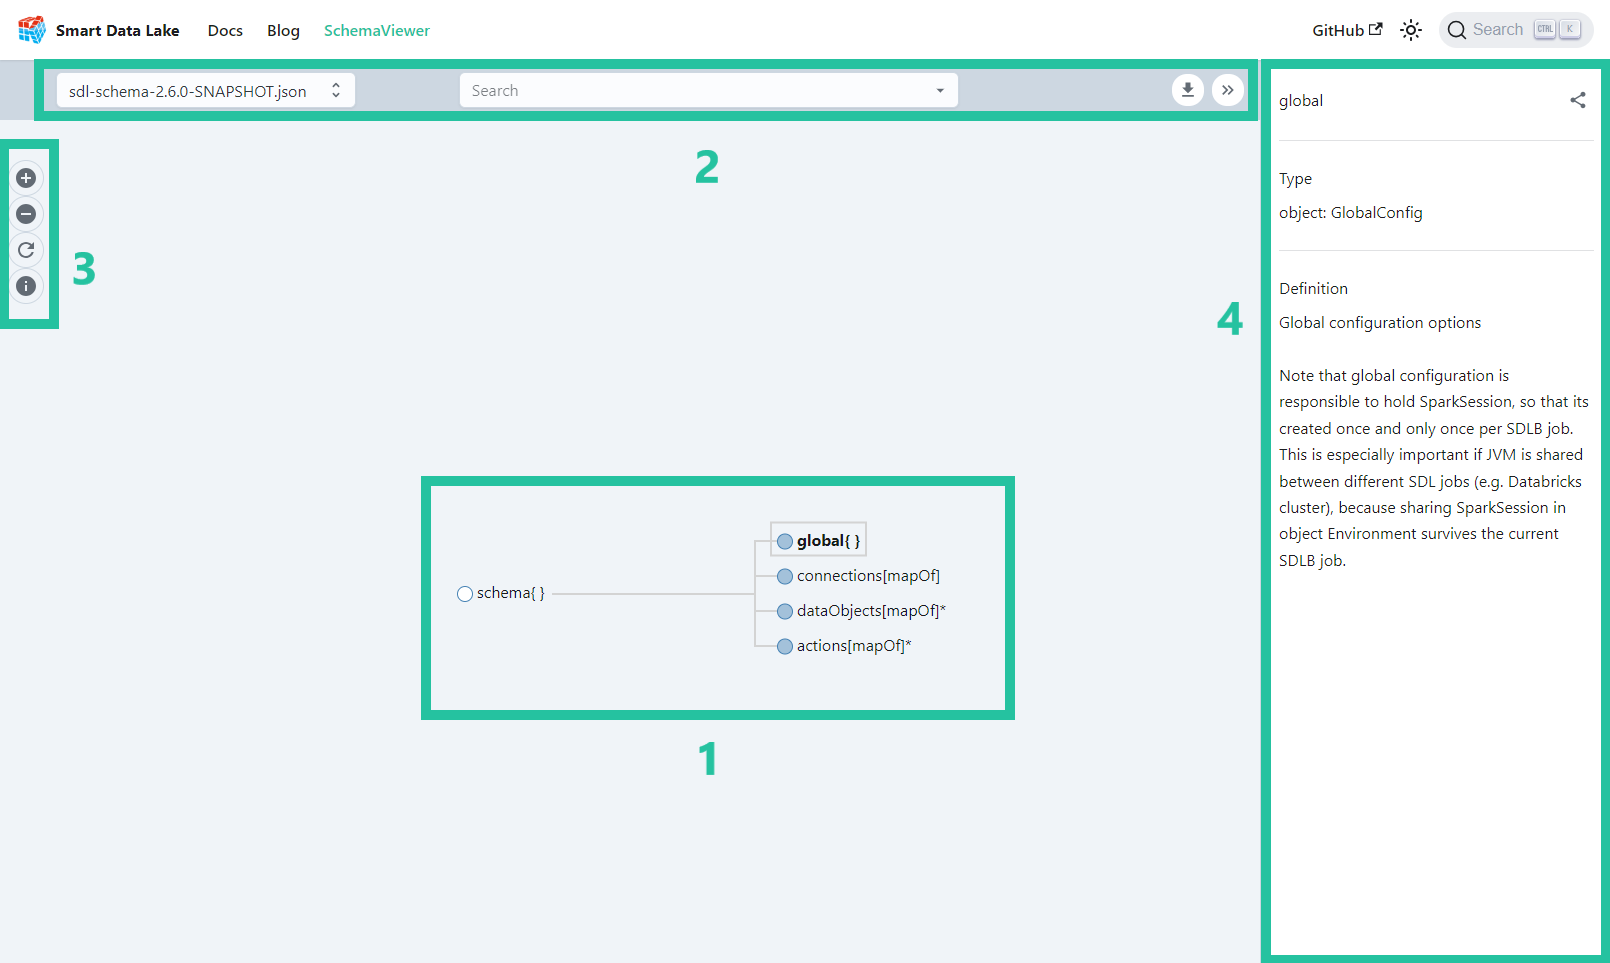 Smart Data Lake Docs Blog SchemaViewer GitHub Search CTRL K
sdl-schema-2.6.0-SNAPSHOT.json Search
2
3
schema{ }
global{ }
connections[mapOf]
dataObjects[mapOf]*
actions[mapOf]*
1
4
global
Type
object: GlobalConfig
Definition
Global configuration options
Note that global configuration is
responsible to hold SparkSession, so that its
created once and only once per SDLB job.
This is especially important if JVM is shared
between different SDL jobs (e.g. Databricks
cluster), because sharing SparkSession in
object Environment survives the current
SDLB job.